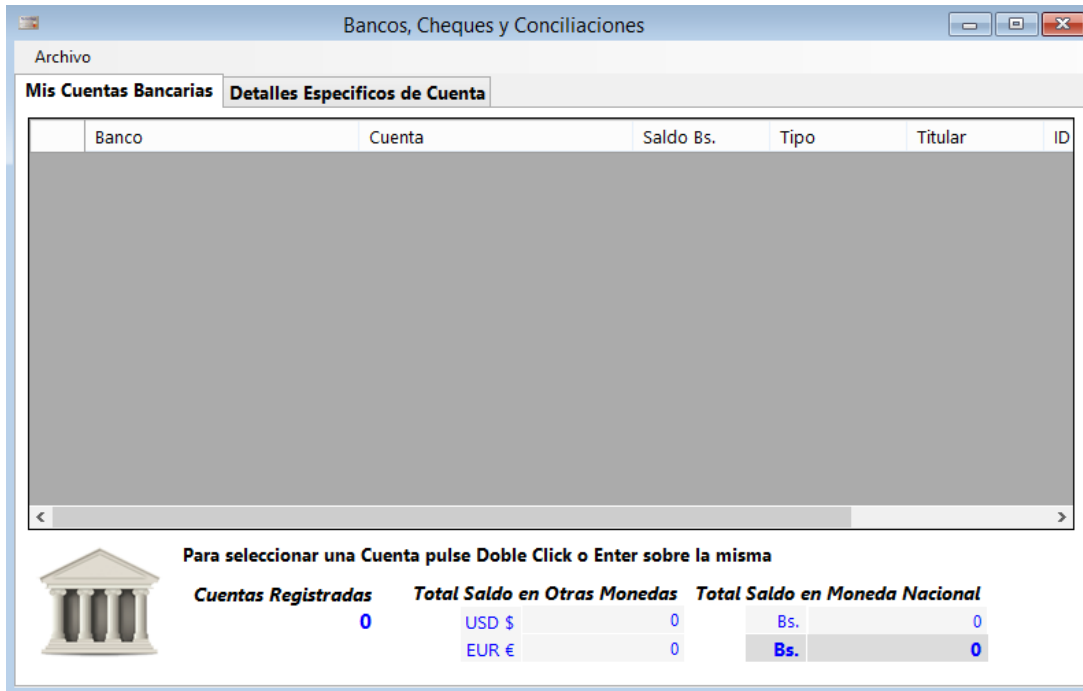 Bancos, Cheques y Conciliaciones
Archivo
Mis Cuentas Bancarias Detalles Especificos de Cuenta
Banco Cuenta Saldo Bs. Tipo Titular ID
Para seleccionar una Cuenta pulse Doble Click o Enter sobre la misma
Cuentas Registradas Total Saldo en Otras Monedas Total Saldo en Moneda Nacional
0 USD $ 0 Bs. 0
EUR € 0 Bs. 0